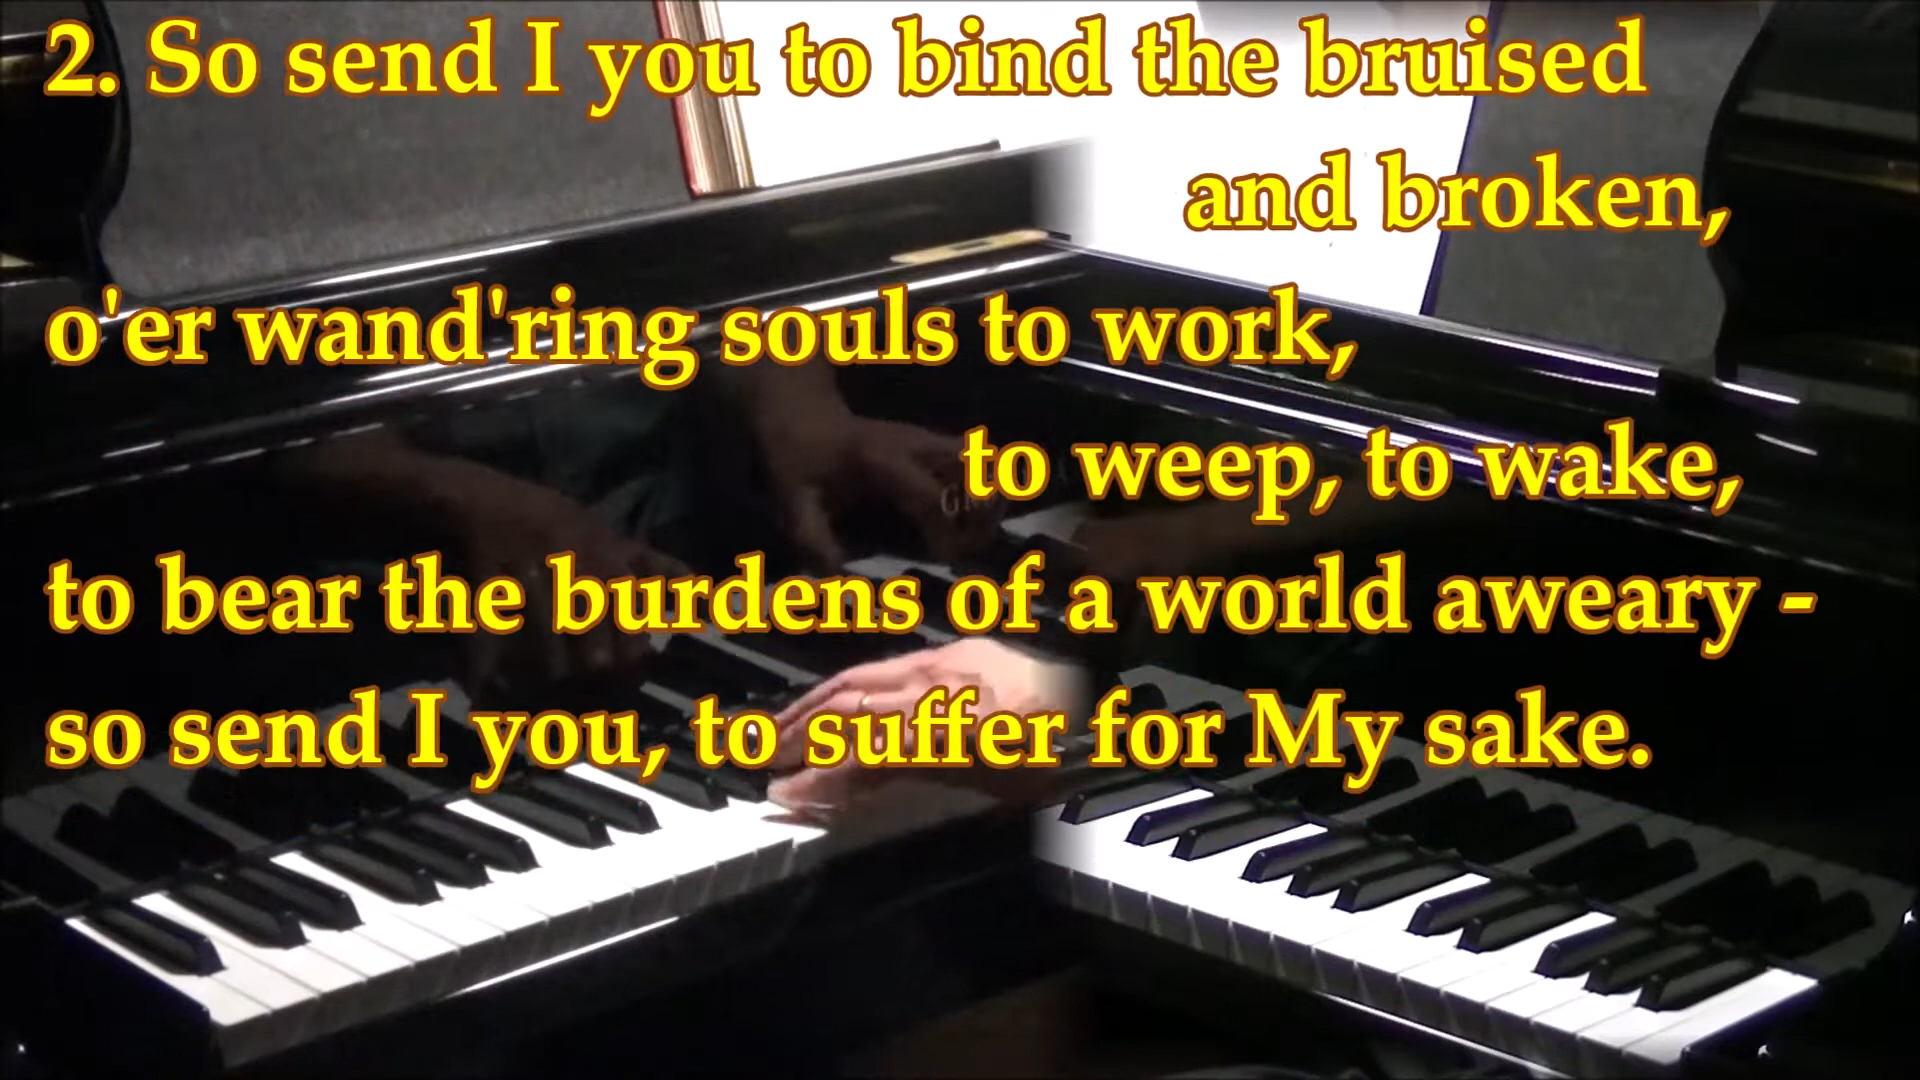 2. So send I you to bind the bruised
and broken,
o'er wand'ring souls to work,
to weep, to wake,
to bear the burdens of a world aweary -
so send I you, to suffer for My sake.